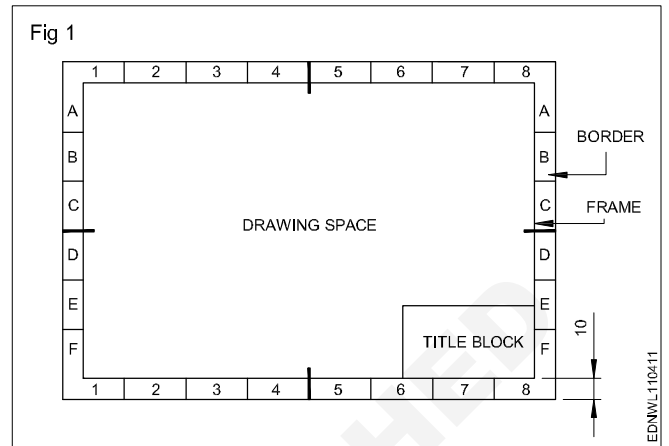 Fig 1
1 2 3 4 5 6 7 8
A A
B B
BORDER
C C
FRAME
DRAWING SPACE
D D
E E
F F
TITLE BLOCK
10
1 2 3 4 5 6 7 8
EDNWL110411